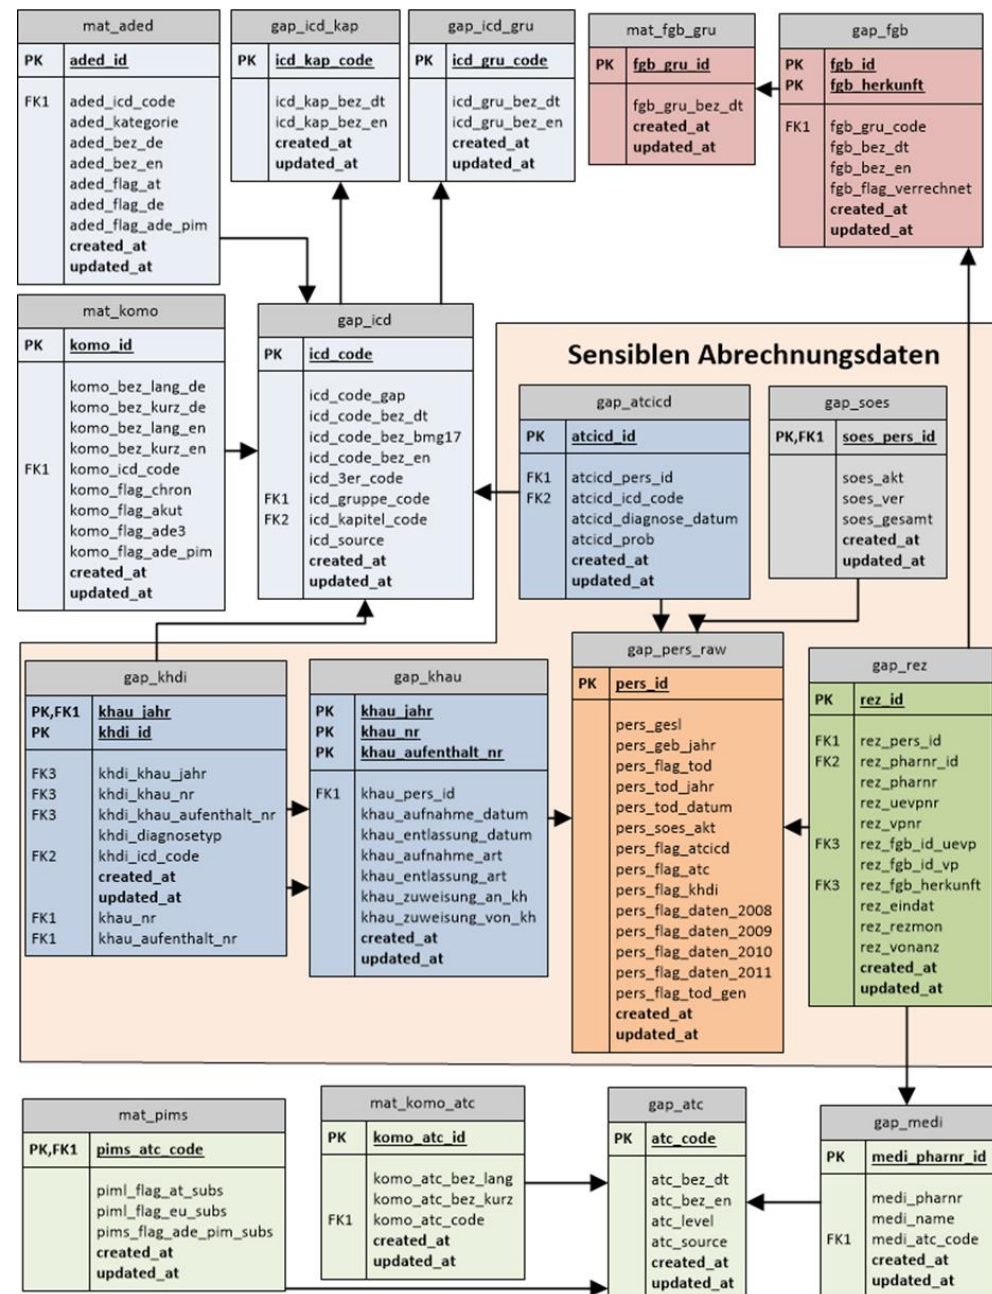 mat_aded
PK aded_id
FK1 aded_icd_code
aded_kategorie
aded_bez_de
aded_bez_en
aded_flag_at
aded_flag_de
aded_flag_ade_pim
created_at
updated_at
gap_icd_kap
PK icd_kap_code
icd_kap_bez_dt
icd_kap_bez_en
created_at
updated_at
gap_icd_gru
PK icd_gru_code
icd_gru_bez_dt
icd_gru_bez_en
created_at
updated_at
mat_fgb_gru
PK fgb_gru_id
fgb_gru_bez_dt
created_at
updated_at
gap_fgb
PK fgb_id
PK fgb_herkunft
FK1 fgb_gru_code
fgb_bez_dt
fgb_bez_en
fgb_flag_verrechnet
created_at
updated_at
mat_komo
PK komo_id
komo_bez_lang_de
komo_bez_kurz_de
komo_bez_lang_en
komo_bez_kurz_en
FK1 komo_icd_code
komo_flag_chron
komo_flag_akut
komo_flag_ade3
komo_flag_ade_pim
created_at
updated_at
gap_icd
PK icd_code
icd_code_gap
icd_code_bez_dt
icd_code_bez_bmg17
icd_code_bez_en
icd_3er_code
FK1 icd_gruppe_code
FK2 icd_kapitel_code
icd_source
created_at
updated_at
Sensiblen Abrechnungsdaten
gap_atcicd
PK atcicd_id
FK1 atcicd_pers_id
FK2 atcicd_icd_code
atcicd_diagnose_datum
atcicd_prob
created_at
updated_at
gap_soes
PK,FK1 soes_pers_id
soes_akt
soes_ver
soes_gesamt
created_at
updated_at
gap_khdi
PK,FK1 khau_jahr
PK khdi_id
FK3 khdi_khau_jahr
FK3 khdi_khau_nr
FK3 khdi_khau_aufenthalt_nr
khdi_diagnosetyp
FK2 khdi_icd_code
created_at
updated_at
FK1 khau_nr
FK1 khau_aufenthalt_nr
gap_khau
PK khau_jahr
PK khau_nr
PK khau_aufenthalt_nr
FK1 khau_pers_id
khau_aufnahme_datum
khau_entlassung_datum
khau_aufnahme_art
khau_entlassung_art
khau_zuweisung_an_kh
khau_zuweisung_von_kh
created_at
updated_at
gap_pers_raw
PK pers_id
pers_gesl
pers_geb_jahr
pers_flag_tod
pers_tod_jahr
pers_tod_datum
pers_soes_akt
pers_flag_atcicd
pers_flag_atc
pers_flag_khdi
pers_flag_daten_2008
pers_flag_daten_2009
pers_flag_daten_2010
pers_flag_daten_2011
pers_flag_tod_gen
created_at
updated_at
gap_rez
PK rez_id
FK1 rez_pers_id
FK2 rez_pharnr_id
rez_pharnr
rez_uevpnr
rez_vpnr
FK3 rez_fgb_id_uevp
rez_fgb_id_vp
FK3 rez_fgb_herkunft
rez_eindat
rez_rezmon
rez_vonanz
created_at
updated_at
mat_pims
PK,FK1 pims_atc_code
piml_flag_at_subs
piml_flag_eu_subs
pims_flag_ade_pim_subs
created_at
updated_at
mat_komo_atc
PK komo_atc_id
komo_atc_bez_lang
komo_atc_bez_kurz
FK1 komo_atc_code
created_at
updated_at
gap_atc
PK atc_code
atc_bez_dt
atc_bez_en
atc_level
atc_source
created_at
updated_at
gap_medi
PK medi_pharnr_id
medi_pharnr
medi_name
FK1 medi_atc_code
created_at
updated_at